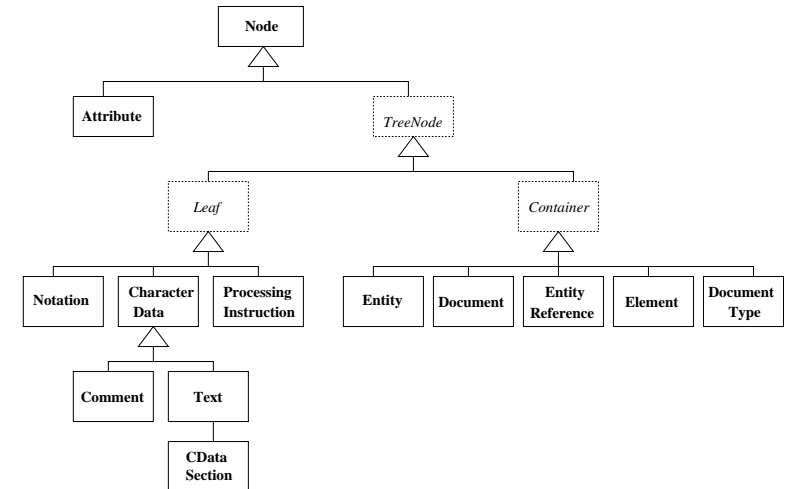 Node
Attribute
TreeNode
Leaf
Container
Notation
Character
Data
Processing
Instruction
Entity
Document
Entity
Reference
Element
Document
Type
Comment
Text
CData
Section